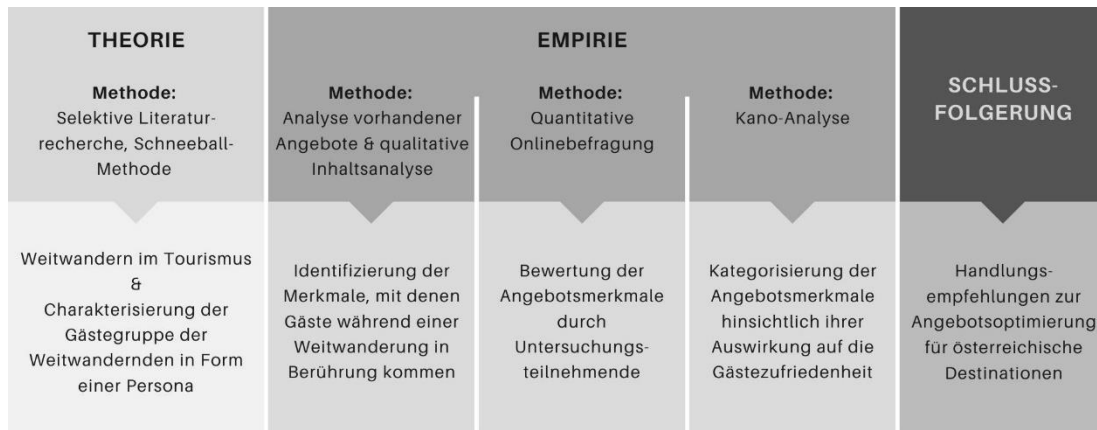 THEORIE
Methode:
Selektive Literatur-
recherche, Schneeball-
Methode
Weitwandern im Tourismus
&
Charakterisierung der
Gästegruppe der
Weitwandernden in Form
einer Persona
EMPIRIE
Methode:
Analyse vorhandener
Angebote & qualitative
Inhaltsanalyse
Identifizierung der
Merkmale, mit denen
Gäste während einer
Weitwanderung in
Berührung kommen
Methode:
Quantitative
Onlinebefragung
Bewertung der
Angebotsmerkmale
durch
Untersuchungs-
teilnehmende
Methode:
Kano-Analyse
Kategorisierung der
Angebotsmerkmale
hinsichtlich ihrer
Auswirkung auf die
Gästezufriedenheit
SCHLUSS-
FOLGERUNG
Handlungs-
empfehlungen zur
Angebotsoptimierung
für österreichische
Destinationen